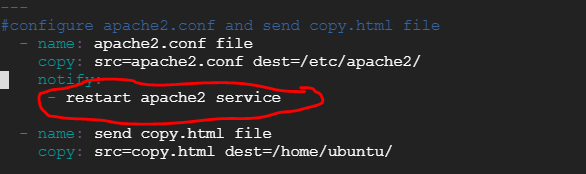 ---
#configure apache2.conf and send copy.html file
  - name: apache2.conf file
    copy: src=apache2.conf dest=/etc/apache2/
    notify:
     - restart apache2 service
  - name: send copy.html file
    copy: src=copy.html dest=/home/ubuntu/